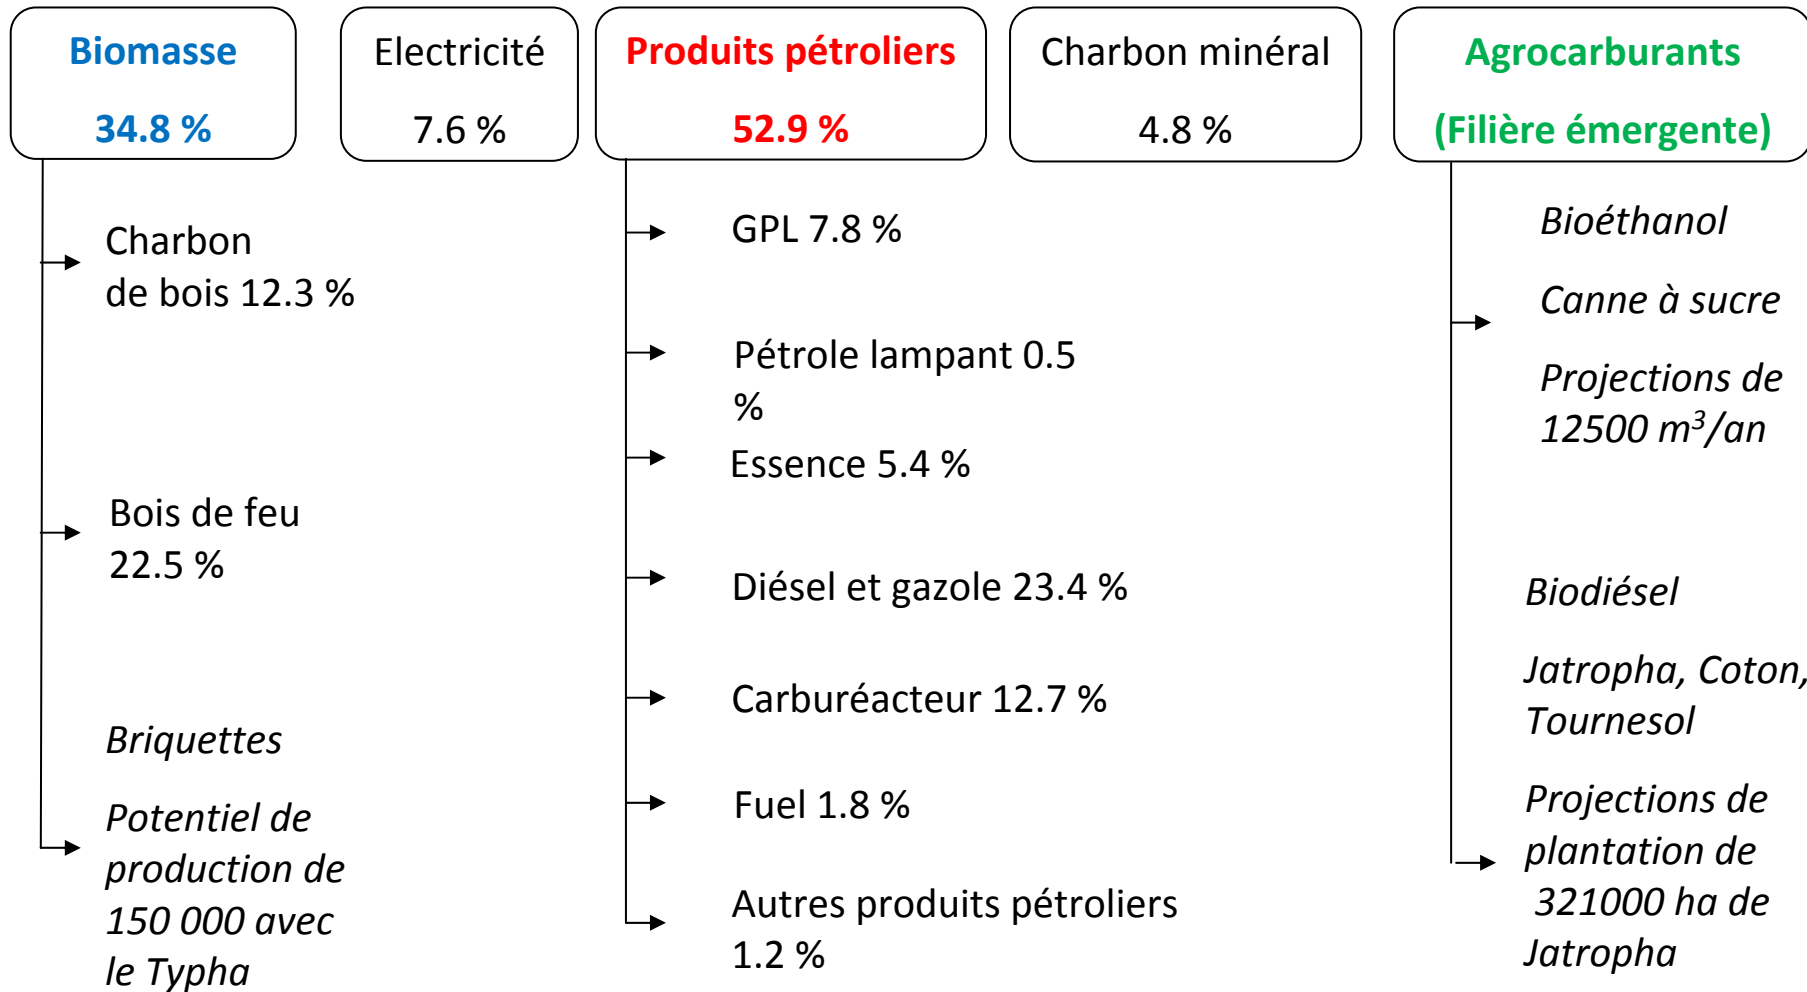 Biomasse
34.8 %
Electricité
7.6 %
Produits pétroliers
52.9 %
Charbon minéral
4.8 %
Agrocarburants
(Filière émergente)
Charbon
de bois 12.3 %
Bois de feu
22.5 %
Briquettes
Potentiel de
production de
150 000 avec
le Typha
GPL 7.8 %
Pétrole lampant 0.5
%
Essence 5.4 %
Diésel et gazole 23.4 %
Carburéacteur 12.7 %
Fuel 1.8 %
Autres produits pétroliers
1.2 %
Bioéthanol
Canne à sucre
Projections de
12500 m³/an
Biodiésel
Jatropha, Coton,
Tournesol
Projections de
plantation de
321000 ha de
Jatropha